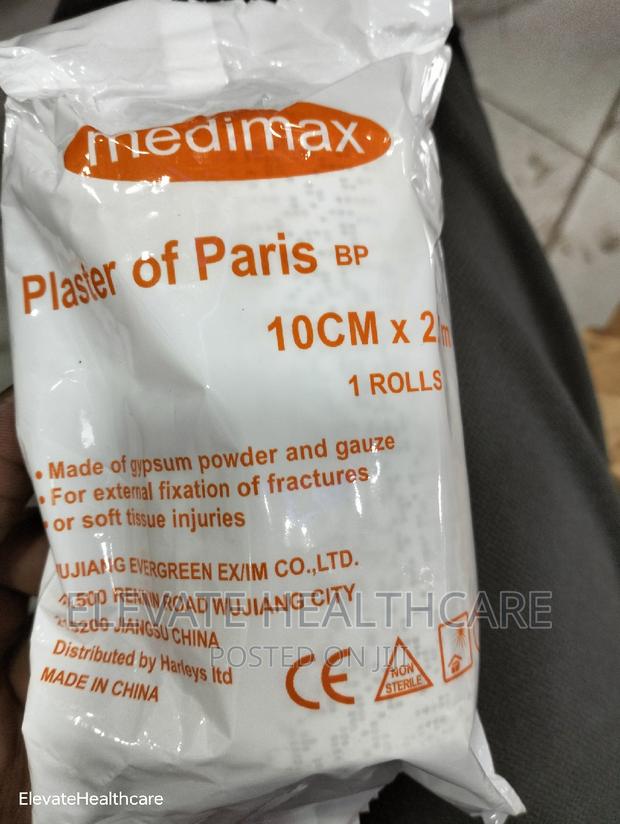 medimax
Plaster of Paris BP
10CM x 2 m
1 ROLLS
• Made of gypsum powder and gauze
• For external fixation of fractures
• or soft tissue injuries
WUJIANG EVERGREEN EX/IM CO.,LTD.
ROAD WUJIANG CITY
JIANGSU CHINA
Distributed by Harleys ltd
MADE IN CHINA
CE
NON
STERILE
ELEVATE HEALTHCARE
POSTED ON JIJI
ElevateHealthcare